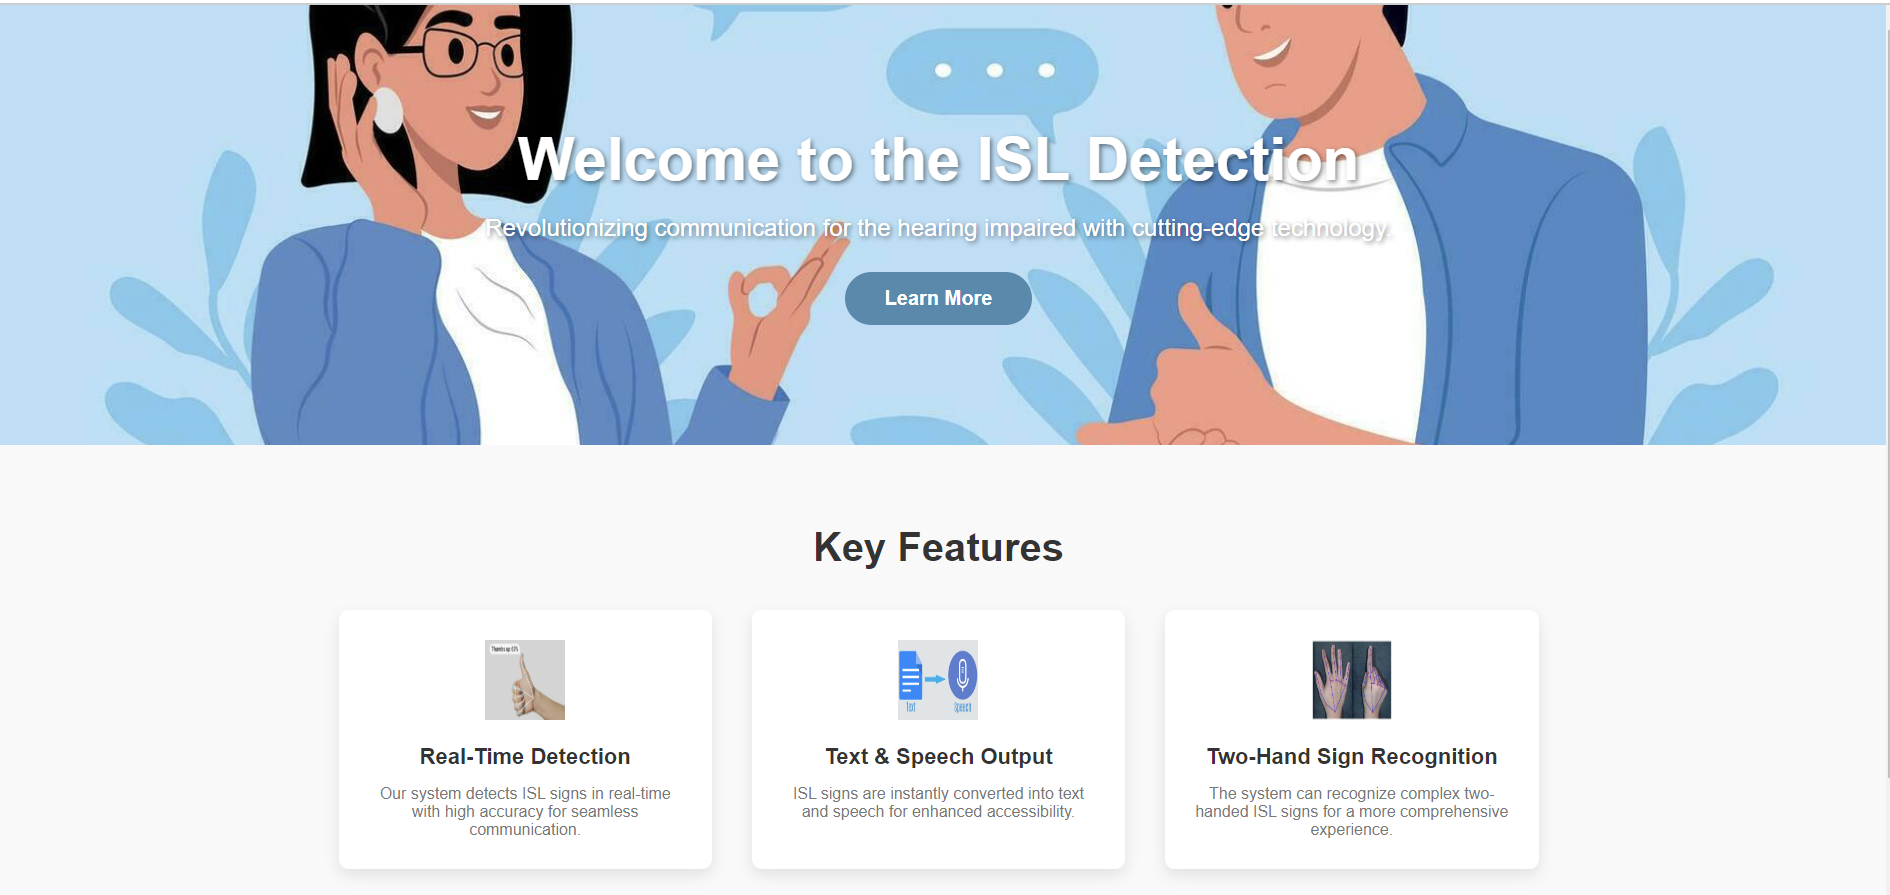 Welcome to the ISL Detection
Revolutionizing communication for the hearing impaired with cutting-edge technology.
Learn More
Key Features
Thumbs up 63%
Text
Speech
Real-Time Detection
Our system detects ISL signs in real-time
with high accuracy for seamless
communication.
Text & Speech Output
ISL signs are instantly converted into text
and speech for enhanced accessibility.
Two-Hand Sign Recognition
The system can recognize complex two-
handed ISL signs for a more comprehensive
experience.